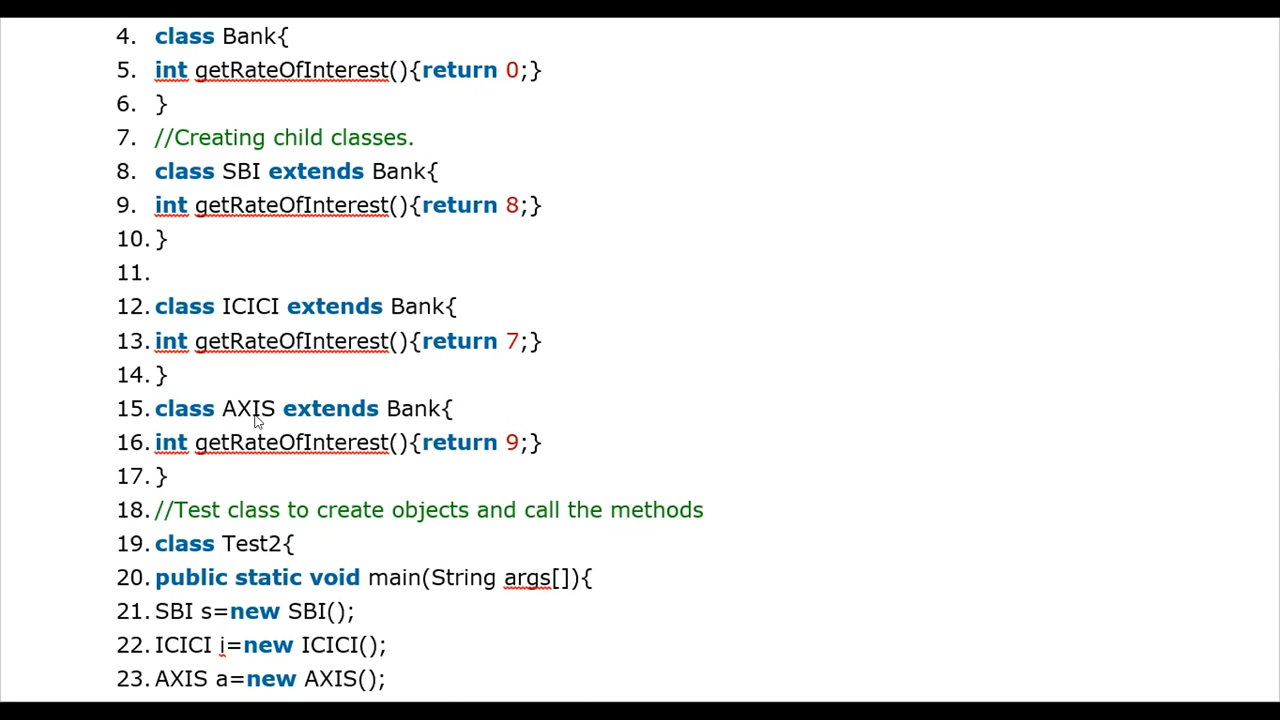 4. class Bank{
5. int getRateOfInterest(){return 0;}
6. }
7. //Creating child classes.
8. class SBI extends Bank{
9. int getRateOfInterest(){return 8;}
10. }
11.
12. class ICICI extends Bank{
13. int getRateOfInterest(){return 7;}
14. }
15. class AXIS extends Bank{
16. int getRateOfInterest(){return 9;}
17. }
18. //Test class to create objects and call the methods
19. class Test2{
20. public static void main(String args[]){
21. SBI s=new SBI();
22. ICICI i=new ICICI();
23. AXIS a=new AXIS();